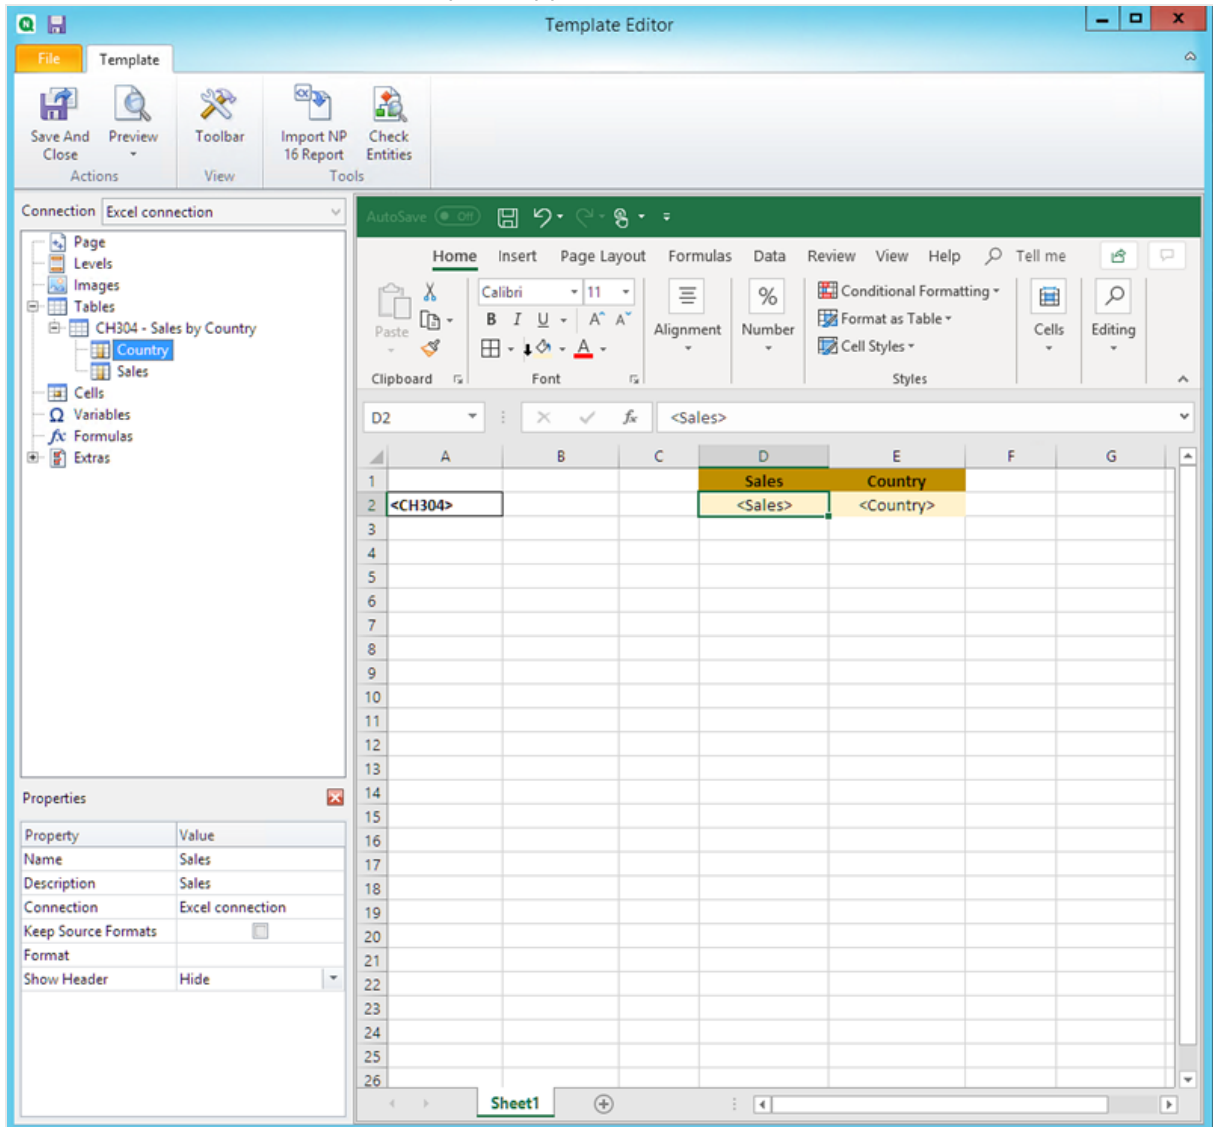 Template Editor
File Template
Save And Close Preview Toolbar Import NP 16 Report Check Entities
Actions View Tools
Connection Excel connection
Page
Levels
Images
Tables
CH304 - Sales by Country
Country
Sales
Cells
Variables
Formulas
Extras
Properties
Property Value
Name Sales
Description Sales
Connection Excel connection
Keep Source Formats
Format
Show Header Hide
AutoSave Off
Home Insert Page Layout Formulas Data Review View Help Tell me
Calibri 11
Paste
B I U A A
A
Alignment
%
Number
Conditional Formatting
Format as Table
Cell Styles
Cells
Editing
Clipboard Font Styles
D2 fx <Sales>
A B C D E F G
1 Sales Country
2 <CH304> <Sales> <Country>
3
4
5
6
7
8
9
10
11
12
13
14
15
16
17
18
19
20
21
22
23
24
25
26
Sheet1